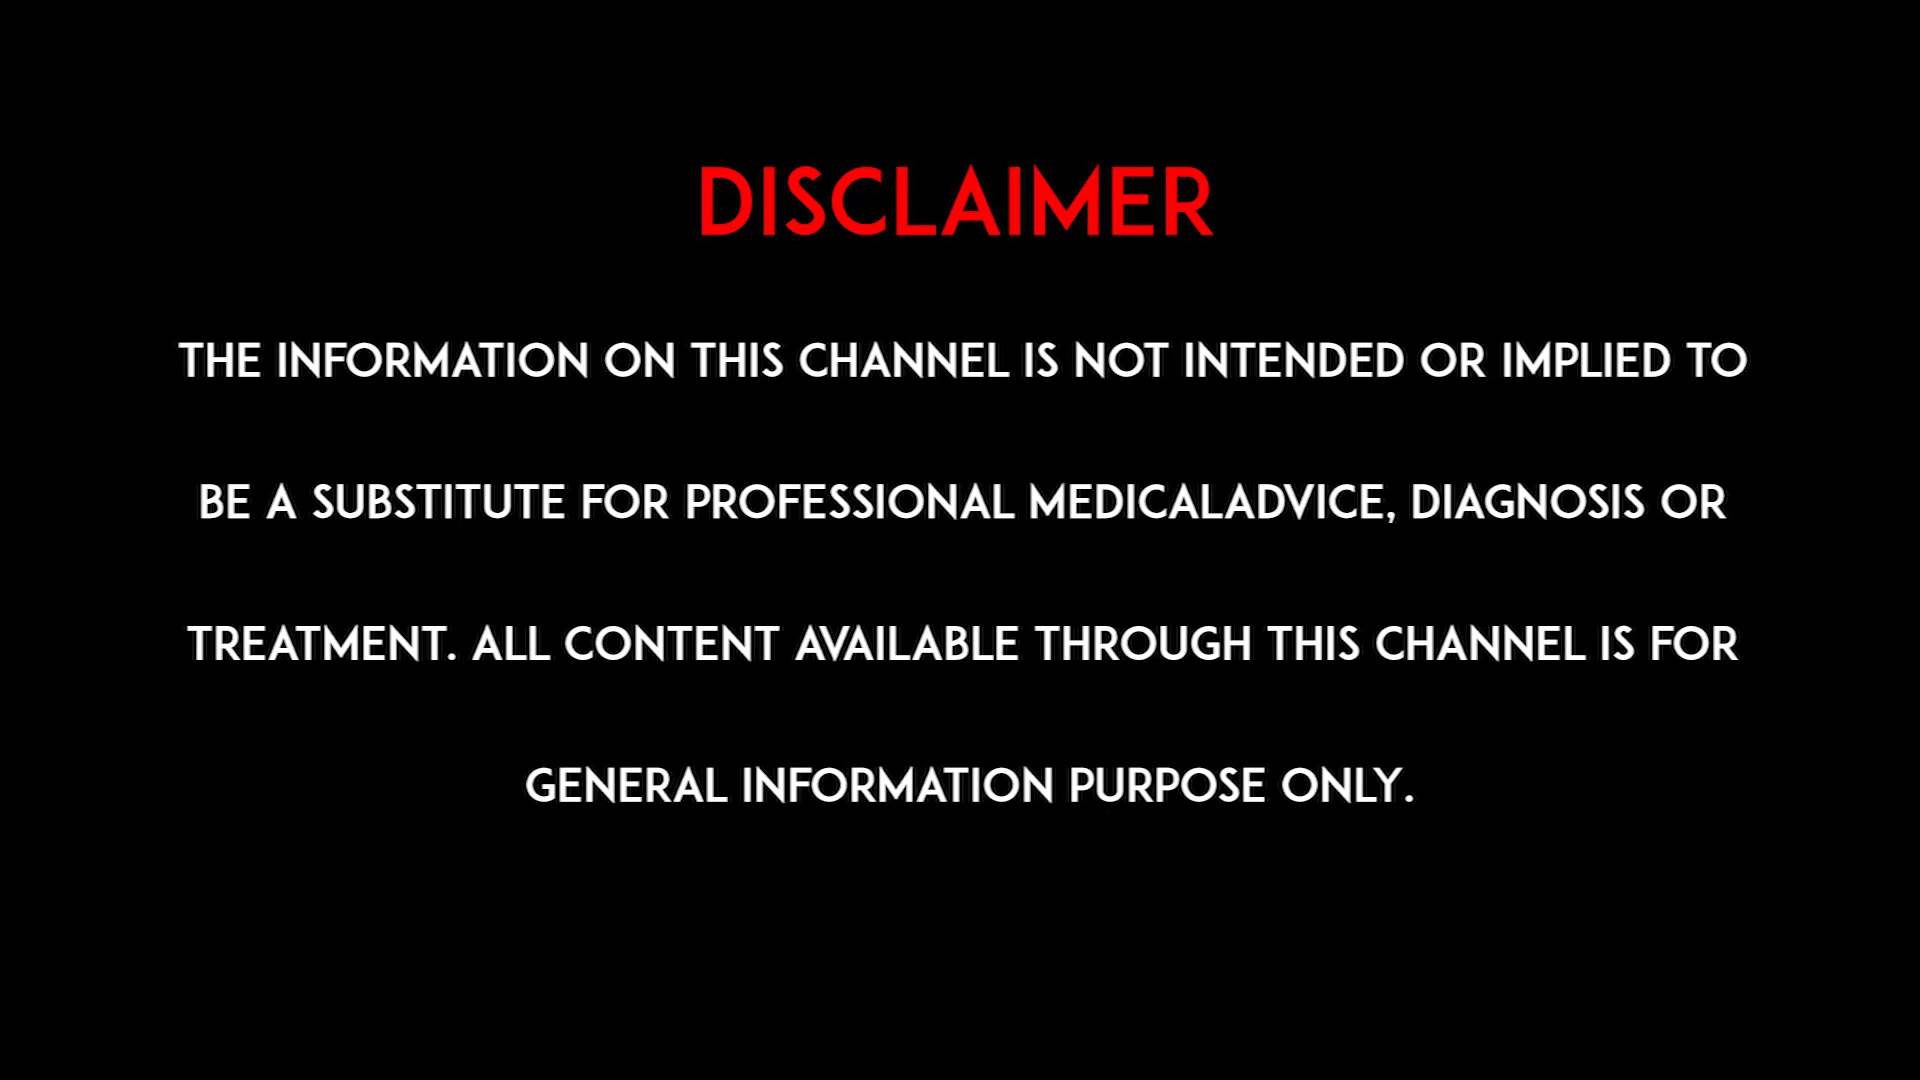 DISCLAIMER
THE INFORMATION ON THIS CHANNEL IS NOT INTENDED OR IMPLIED TO
BE A SUBSTITUTE FOR PROFESSIONAL MEDICALADVICE, DIAGNOSIS OR
TREATMENT. ALL CONTENT AVAILABLE THROUGH THIS CHANNEL IS FOR
GENERAL INFORMATION PURPOSE ONLY.